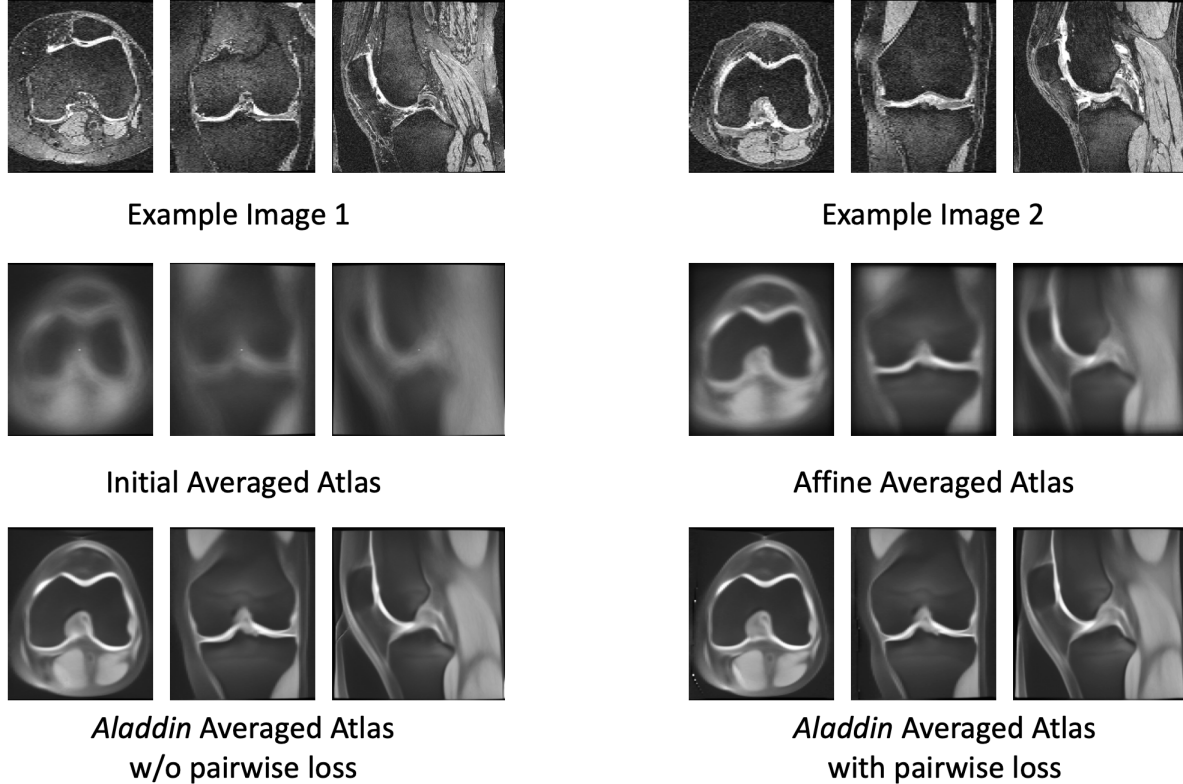 Example Image 1
Example Image 2
Initial Averaged Atlas
Affine Averaged Atlas
Aladdin Averaged Atlas
w/o pairwise loss
Aladdin Averaged Atlas
with pairwise loss